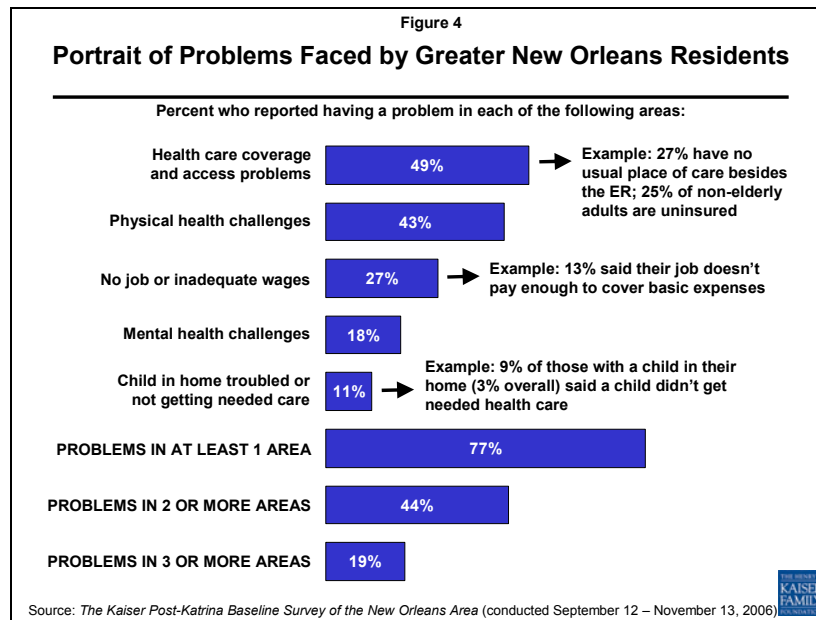 Figure 4
Portrait of Problems Faced by Greater New Orleans Residents
Percent who reported having a problem in each of the following areas:
Health care coverage
and access problems
49%
Example: 27% have no
usual place of care besides
the ER; 25% of non-elderly
adults are uninsured
Physical health challenges
43%
No job or inadequate wages
27%
Example: 13% said their job doesn't
pay enough to cover basic expenses
Mental health challenges
18%
Child in home troubled or
not getting needed care
11%
Example: 9% of those with a child in their
home (3% overall) said a child didn't get
needed health care
PROBLEMS IN AT LEAST 1 AREA
77%
PROBLEMS IN 2 OR MORE AREAS
44%
PROBLEMS IN 3 OR MORE AREAS
19%
Source: The Kaiser Post-Katrina Baseline Survey of the New Orleans Area (conducted September 12 – November 13, 2006)
THE HENRY
KAISE
FAMILY
FOUNDATION